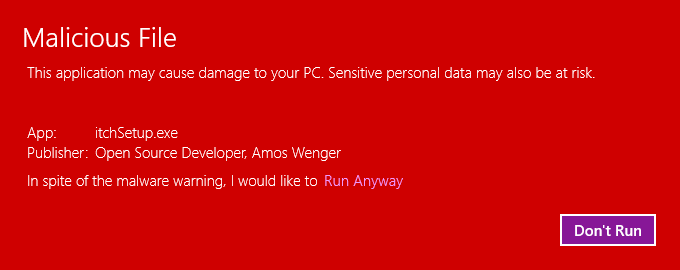 Malicious File
This application may cause damage to your PC. Sensitive personal data may also be at risk.
App: itchSetup.exe
Publisher: Open Source Developer, Amos Wenger
In spite of the malware warning, I would like to Run Anyway
Don't Run